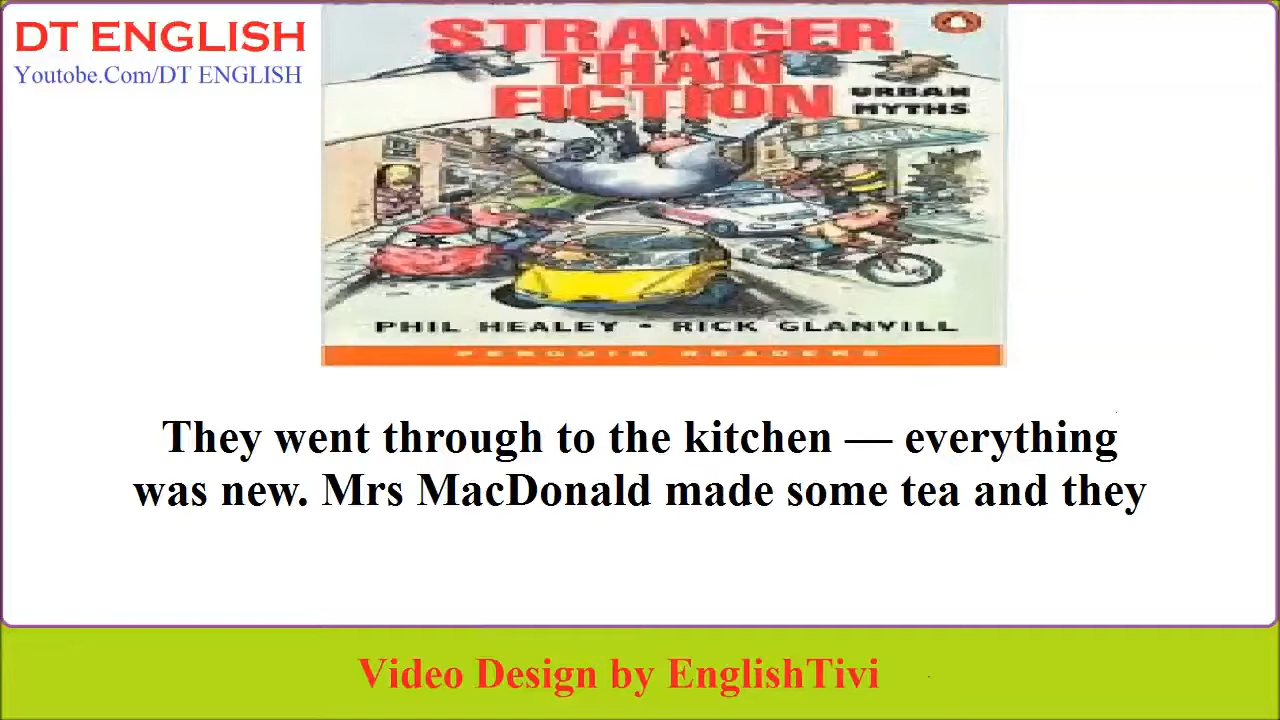 DT ENGLISH
Youtube.Com/DT ENGLISH
STRANGER
THAN
FICTION
URBAN
MYTHS
PHIL HEALEY • RICK GLANVILL
PENGUIN READERS
They went through to the kitchen — everything
was new. Mrs MacDonald made some tea and they
Video Design by EnglishTivi